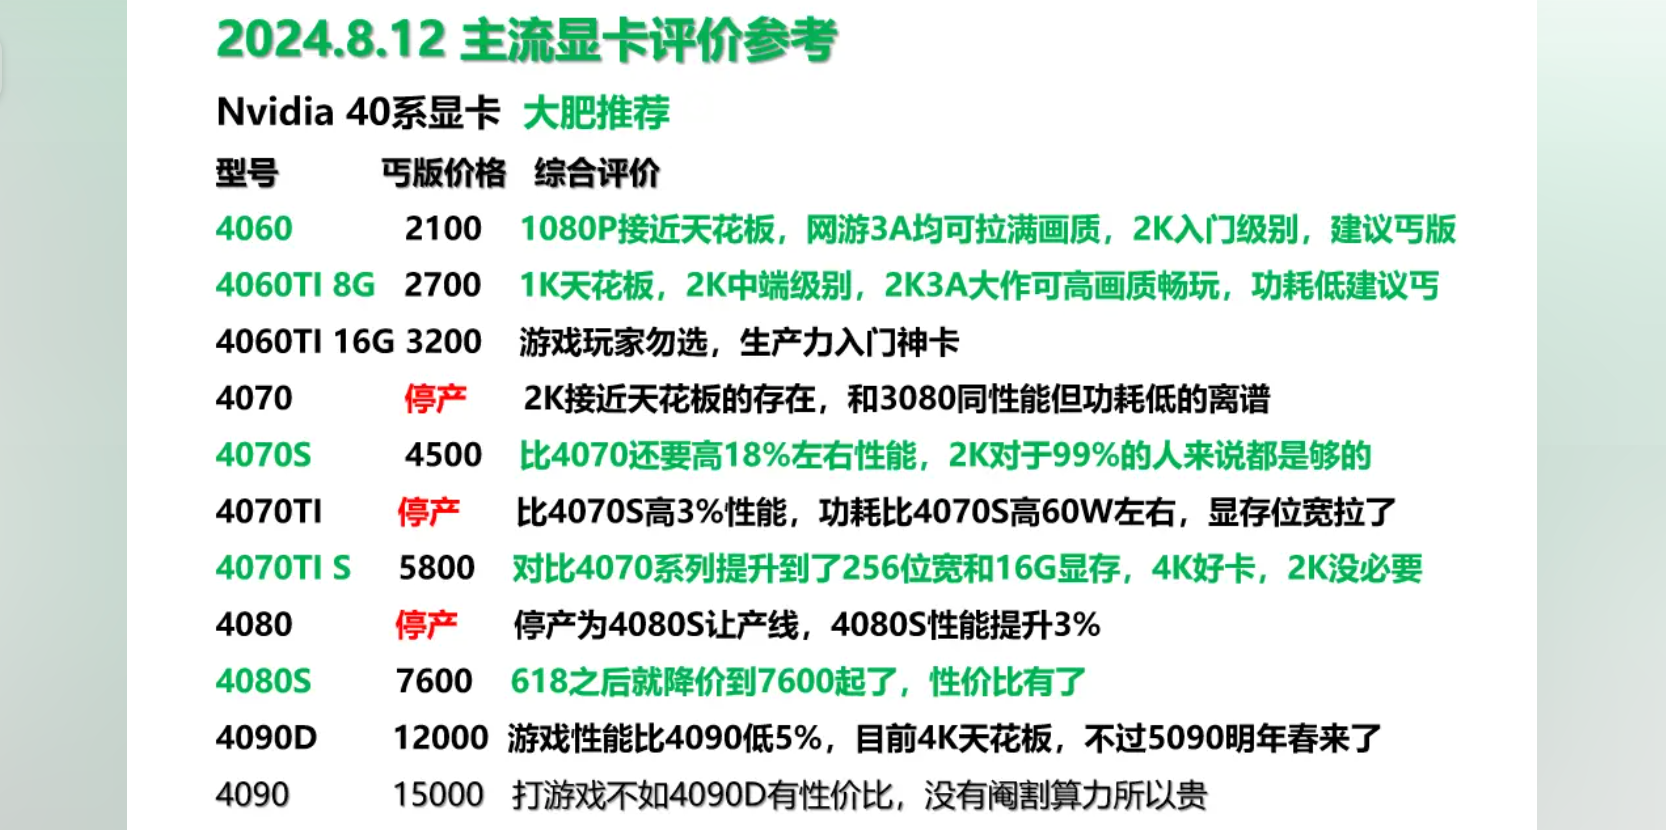 2024.8.12 主流显卡评价参考
Nvidia 40系显卡 大肥推荐
型号 丐版价格 综合评价
4060 2100 1080P接近天花板，网游3A均可拉满画质，2K入门级别，建议丐版
4060TI 8G 2700 1K天花板，2K中端级别，2K3A大作可高画质畅玩，功耗低建议丐
4060TI 16G 3200 游戏玩家勿选，生产力入门神卡
4070 停产 2K接近天花板的存在，和3080同性能但功耗低的离谱
4070S 4500 比4070还要高18%左右性能，2K对于99%的人来说都是够的
4070TI 停产 比4070S高3%性能，功耗比4070S高60W左右，显存位宽拉了
4070TI S 5800 对比4070系列提升到了256位宽和16G显存，4K好卡，2K没必要
4080 停产 停产为4080S让产线，4080S性能提升3%
4080S 7600 618之后就降价到7600起了，性价比有了
4090D 12000 游戏性能比4090低5%，目前4K天花板，不过5090明年春来了
4090 15000 打游戏不如4090D有性价比，没有阉割算力所以贵